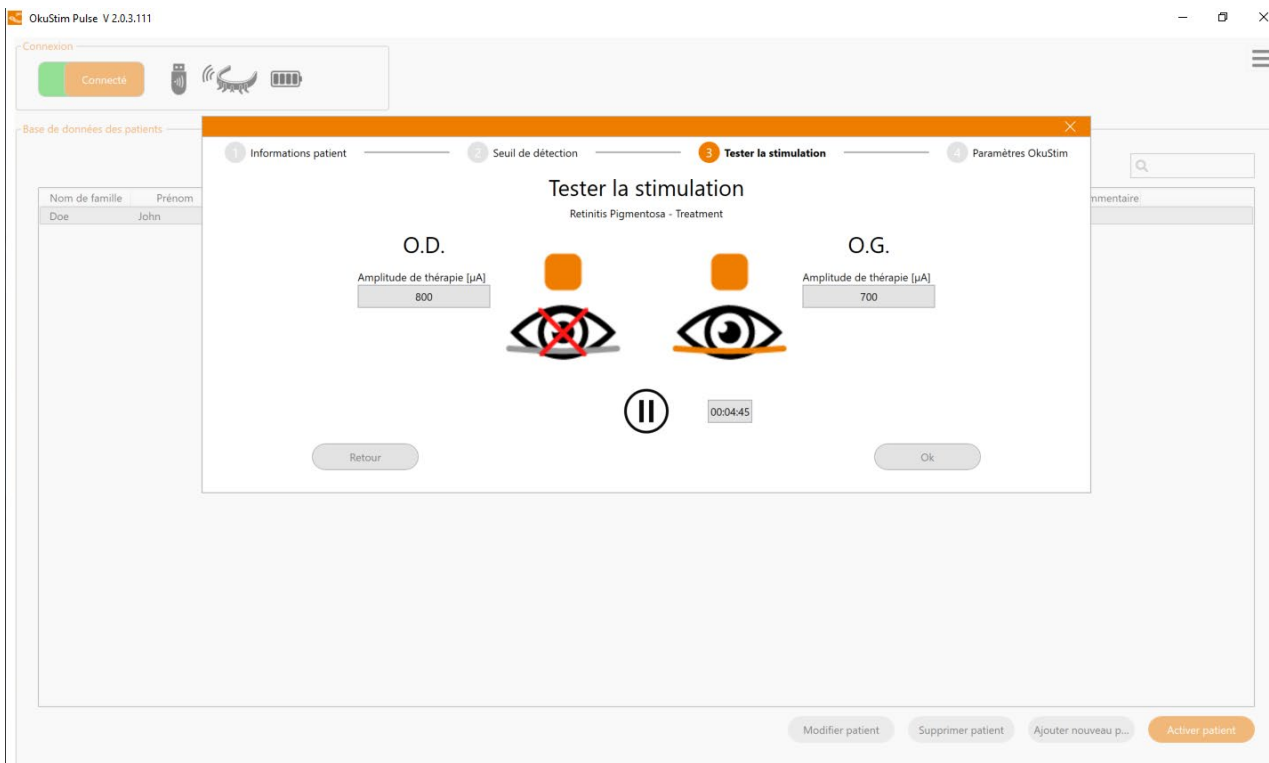 OkuStim Pulse V 2.0.3.111
Connexion
Connecté
Base de données des patients
1 Informations patient
2 Seuil de détection
3 Tester la stimulation
4 Paramètres OkuStim
Tester la stimulation
Retinitis Pigmentosa - Treatment
Nom de famille Prénom mmentaire
Doe John
O.D.
Amplitude de thérapie [µA]
800
O.G.
Amplitude de thérapie [µA]
700
00:04:45
Retour
Ok
Modifier patient
Supprimer patient
Ajouter nouveau p...
Activer patient